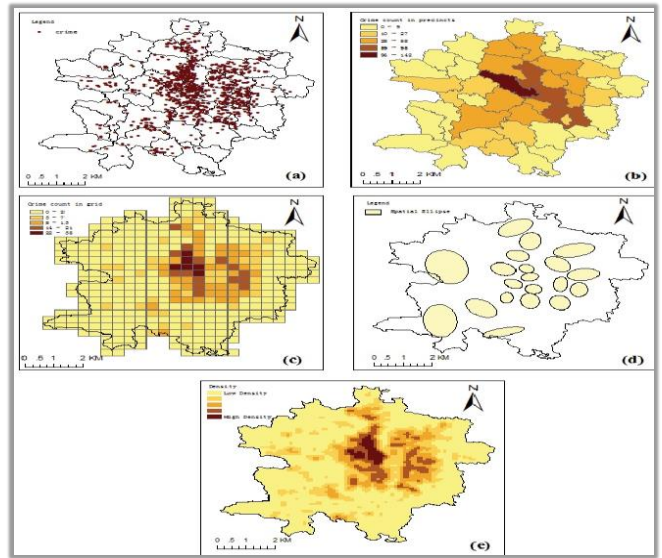 Legend
crime
N
0 .5 1 2 KM
(a)
Crime count in precincts
0 - 9
10 - 27
N
0 .5 1 2 KM
(b)
Crime count in grid
N
0 .5 1 2 KM
(c)
Legend
Spatial Ellipse
N
0 .5 1 2 KM
(d)
Density
Low Density
High Density
N
0 .5 1 2 KM
(e)